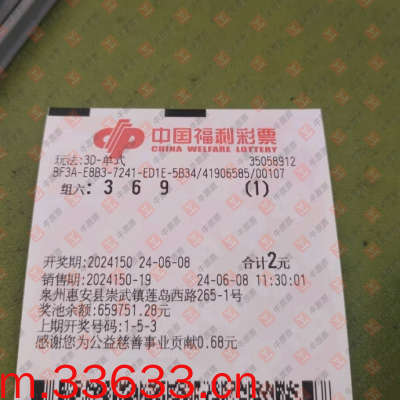 中国福利彩票
CHINA WELFARE LOTTERY
玩法:3D-单式 35058912
BF3A-E8B3-7241-ED1E-5B34/41906585/00107
组六: 3 6 9 (1)
开奖期:2024150 24-06-08 合计2元
销售期:2024150-19 24-06-08 11:30:01
泉州惠安县崇武镇莲岛西路265-1号
奖池余额:659751.28元
上期开奖号码:1-5-3
感谢您为公益慈善事业贡献0.68元
m.33633.cn